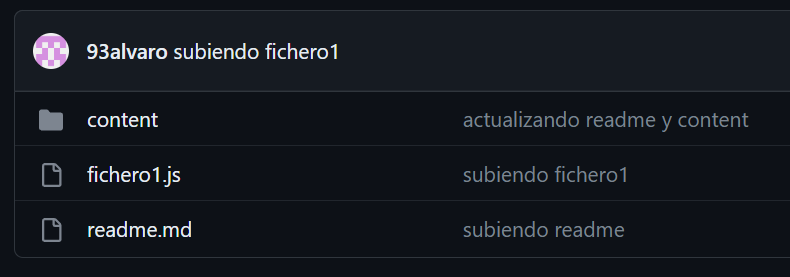 93alvaro subiendo fichero1
content actualizando readme y content
fichero1.js subiendo fichero1
readme.md subiendo readme